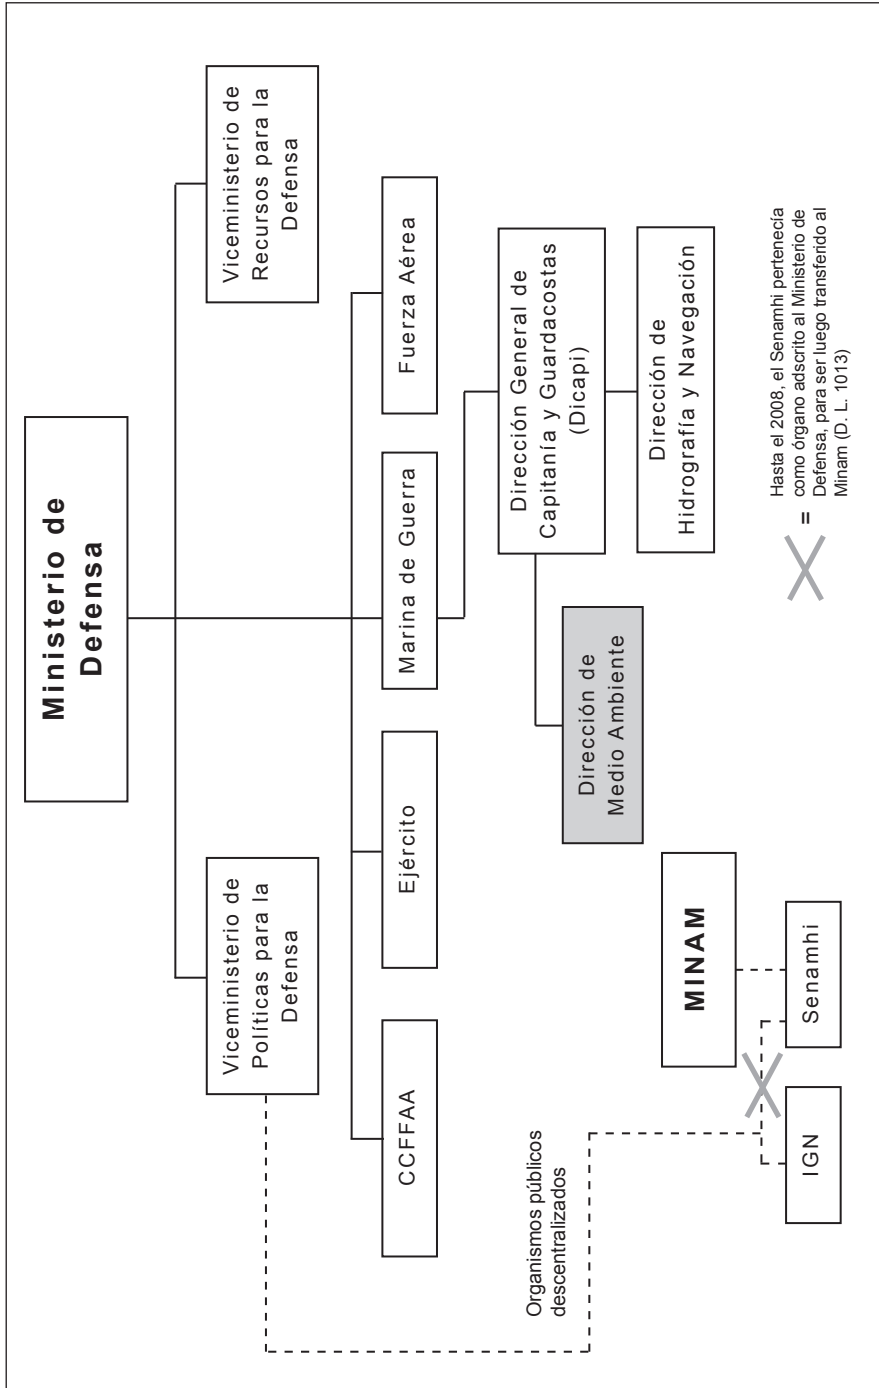 Ministerio de
Defensa
Viceministerio de
Políticas para la
Defensa
Viceministerio de
Recursos para la
Defensa
CCFFAA
Ejército
Marina de Guerra
Fuerza Aérea
Organismos públicos
descentralizados
Dirección General de
Capitanía y Guardacostas
(Dicapi)
Dirección de
Medio Ambiente
Dirección de
Hidrografía y Navegación
MINAM
IGN
Senamhi
=
Hasta el 2008, el Senamhi pertenecía
como órgano adscrito al Ministerio de
Defensa, para ser luego transferido al
Minam (D. L. 1013)